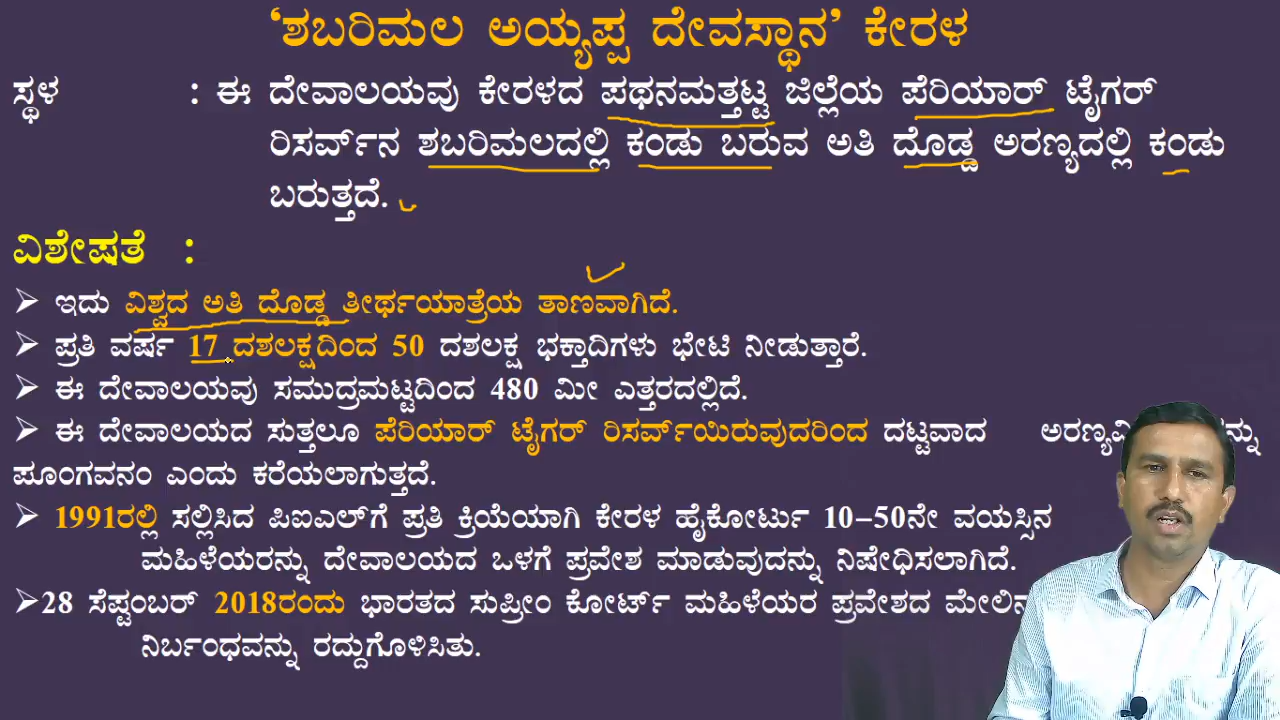 ‘ಶಬರಿಮಲ ಅಯ್ಯಪ್ಪ ದೇವಸ್ಥಾನ’ ಕೇರಳ
ಸ್ಥಳ : ಈ ದೇವಾಲಯವು ಕೇರಳದ ಪಥನಮತ್ತಟ್ಟ ಜಿಲ್ಲೆಯ ಪೆರಿಯಾರ್ ಟೈಗರ್
ರಿಸರ್ವ್‌ನ ಶಬರಿಮಲದಲ್ಲಿ ಕಂಡು ಬರುವ ಅತಿ ದೊಡ್ಡ ಅರಣ್ಯದಲ್ಲಿ ಕಂಡು
ಬರುತ್ತದೆ.
ವಿಶೇಷತೆ :
➢ ಇದು ವಿಶ್ವದ ಅತಿ ದೊಡ್ಡ ತೀರ್ಥಯಾತ್ರೆಯ ತಾಣವಾಗಿದೆ.
➢ ಪ್ರತಿ ವರ್ಷ 17 ದಶಲಕ್ಷದಿಂದ 50 ದಶಲಕ್ಷ ಭಕ್ತಾದಿಗಳು ಭೇಟಿ ನೀಡುತ್ತಾರೆ.
➢ ಈ ದೇವಾಲಯವು ಸಮುದ್ರಮಟ್ಟದಿಂದ 480 ಮೀ ಎತ್ತರದಲ್ಲಿದೆ.
➢ ಈ ದೇವಾಲಯದ ಸುತ್ತಲೂ ಪೆರಿಯಾರ್ ಟೈಗರ್ ರಿಸರ್ವ್‌ಯಿರುವುದರಿಂದ ದಟ್ಟವಾದ
ಪೂಂಗವನಂ ಎಂದು ಕರೆಯಲಾಗುತ್ತದೆ.
➢ 1991ರಲ್ಲಿ ಸಲ್ಲಿಸಿದ ಪಿಐಎಲ್‌ಗೆ ಪ್ರತಿ ಕ್ರಿಯೆಯಾಗಿ ಕೇರಳ ಹೈಕೋರ್ಟು 10–50ನೇ ವಯಸ್ಸಿನ
ಮಹಿಳೆಯರನ್ನು ದೇವಾಲಯದ ಒಳಗೆ ಪ್ರವೇಶ ಮಾಡುವುದನ್ನು ನಿಷೇಧಿಸಲಾಗಿದೆ.
➢28 ಸೆಪ್ಟಂಬರ್ 2018ರಂದು ಭಾರತದ ಸುಪ್ರೀಂ ಕೋರ್ಟ್ ಮಹಿಳೆಯರ ಪ್ರವೇಶದ
ನಿರ್ಬಂಧವನ್ನು ರದ್ದುಗೊಳಿಸಿತು.